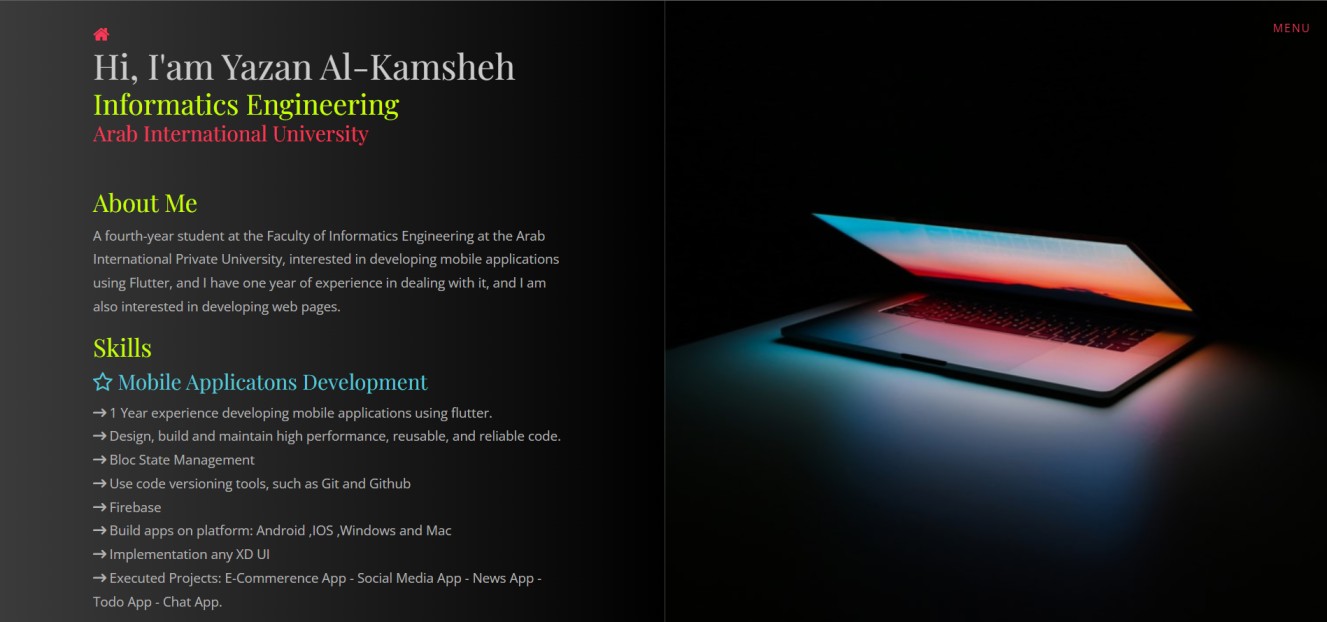 MENU
Hi, I'am Yazan Al-Kamsheh
Informatics Engineering
Arab International University
About Me
A fourth-year student at the Faculty of Informatics Engineering at the Arab
International Private University, interested in developing mobile applications
using Flutter, and I have one year of experience in dealing with it, and I am
also interested in developing web pages.
Skills
Mobile Applicatons Development
1 Year experience developing mobile applications using flutter.
Design, build and maintain high performance, reusable, and reliable code.
Bloc State Management
Use code versioning tools, such as Git and Github
Firebase
Build apps on platform: Android ,IOS ,Windows and Mac
Implementation any XD UI
Executed Projects: E-Commerence App - Social Media App - News App -
Todo App - Chat App.